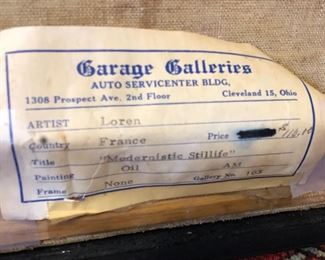 Garage Galleries
AUTO SERVICENTER BLDG,
1308 Prospect Ave. 2nd Floor Cleveland 15, Ohio
ARTIST Loren
Country France Price
Title "Modernistic Stillife"
Painting Oil AM
Frame None Gallery No. 103